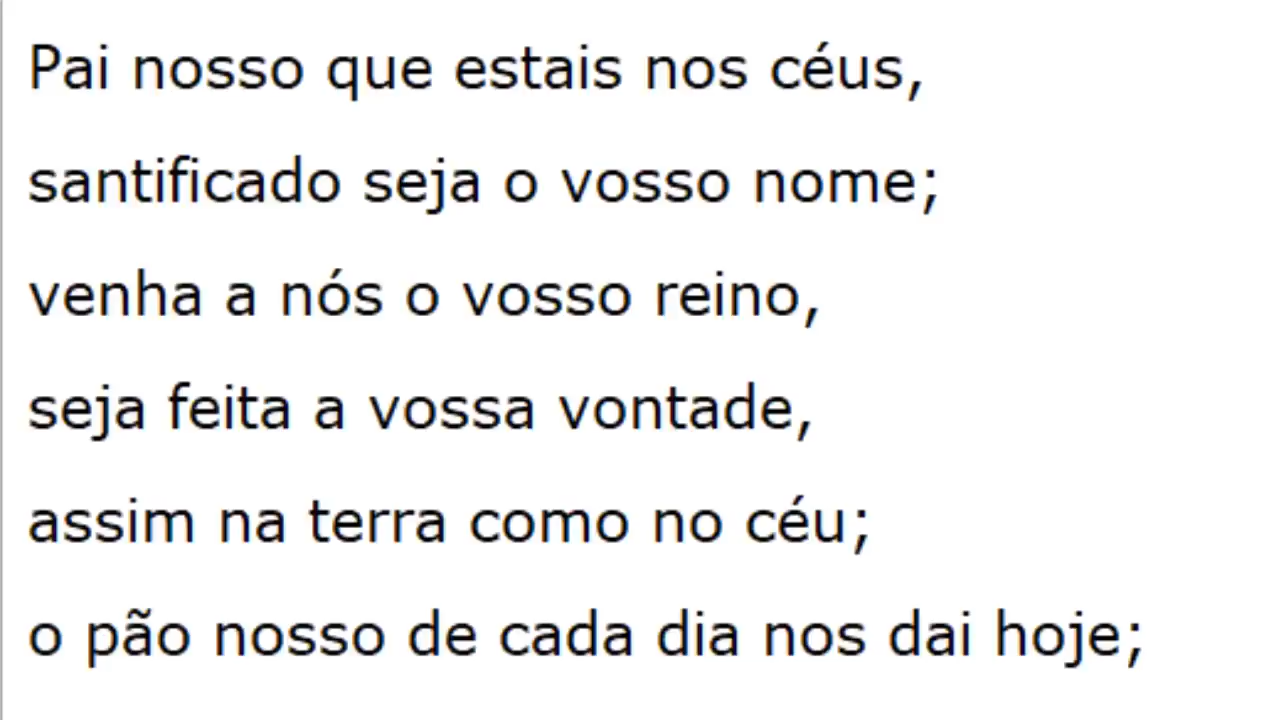 Pai nosso que estais nos céus,
santificado seja o vosso nome;
venha a nós o vosso reino,
seja feita a vossa vontade,
assim na terra como no céu;
o pão nosso de cada dia nos dai hoje;